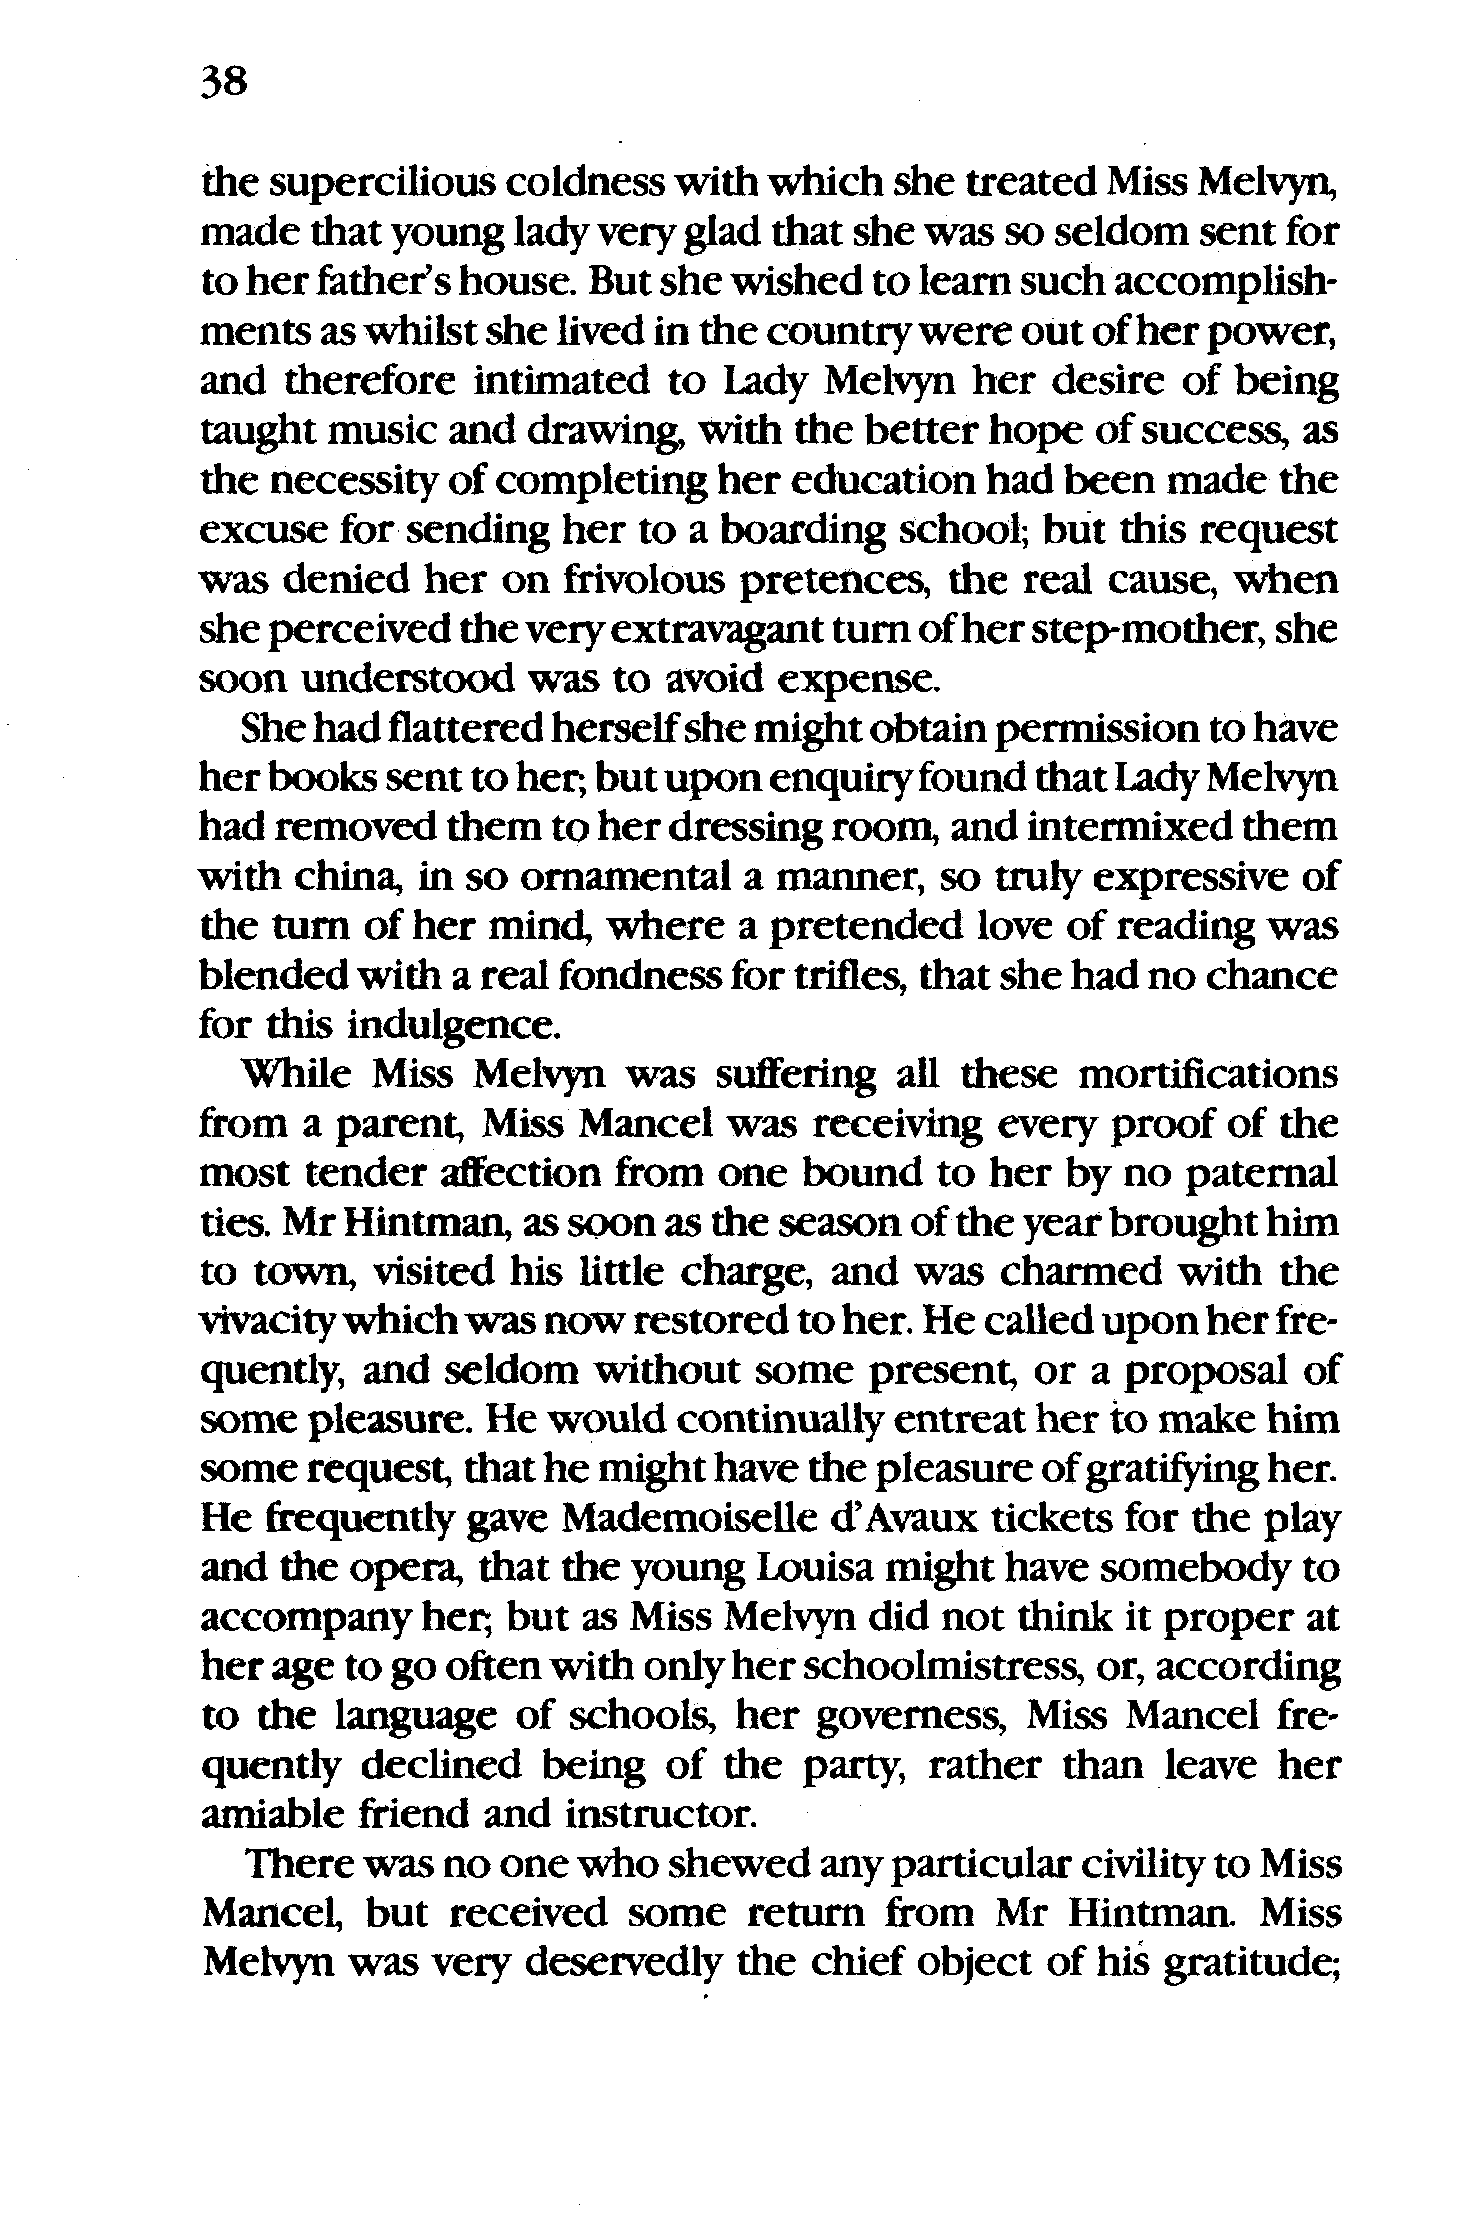 38
the supercilious coldness with which she treated Miss Melvyn,
made that young lady very glad that she was so seldom sent for
to her father's house. But she wished to learn such accomplish-
ments as whilst she lived in the country were out of her power,
and therefore intimated to Lady Melvyn her desire of being
taught music and drawing, with the better hope of success, as
the necessity of completing her education had been made the
excuse for sending her to a boarding school; but this request
was denied her on frivolous pretences, the real cause, when
she perceived the very extravagant turn of her step-mother, she
soon understood was to avoid expense.
She had flattered herself she might obtain permission to have
her books sent to her; but upon enquiry found that Lady Melvyn
had removed them to her dressing room, and intermixed them
with china, in so ornamental a manner, so truly expressive of
the turn of her mind, where a pretended love of reading was
blended with a real fondness for trifles, that she had no chance
for this indulgence.
While Miss Melvyn was suffering all these mortifications
from a parent, Miss Mancel was receiving every proof of the
most tender affection from one bound to her by no paternal
ties. Mr Hintman, as soon as the season of the year brought him
to town, visited his little charge, and was charmed with the
vivacity which was now restored to her. He called upon her fre-
quently, and seldom without some present, or a proposal of
some pleasure. He would continually entreat her to make him
some request, that he might have the pleasure of gratifying her.
He frequently gave Mademoiselle d'Avaux tickets for the play
and the opera, that the young Louisa might have somebody to
accompany her; but as Miss Melvyn did not think it proper at
her age to go often with only her schoolmistress, or, according
to the language of schools, her governess, Miss Mancel fre-
quently declined being of the party, rather than leave her
amiable friend and instructor.
There was no one who shewed any particular civility to Miss
Mancel, but received some return from Mr Hintman. Miss
Melvyn was very deservedly the chief object of his gratitude;